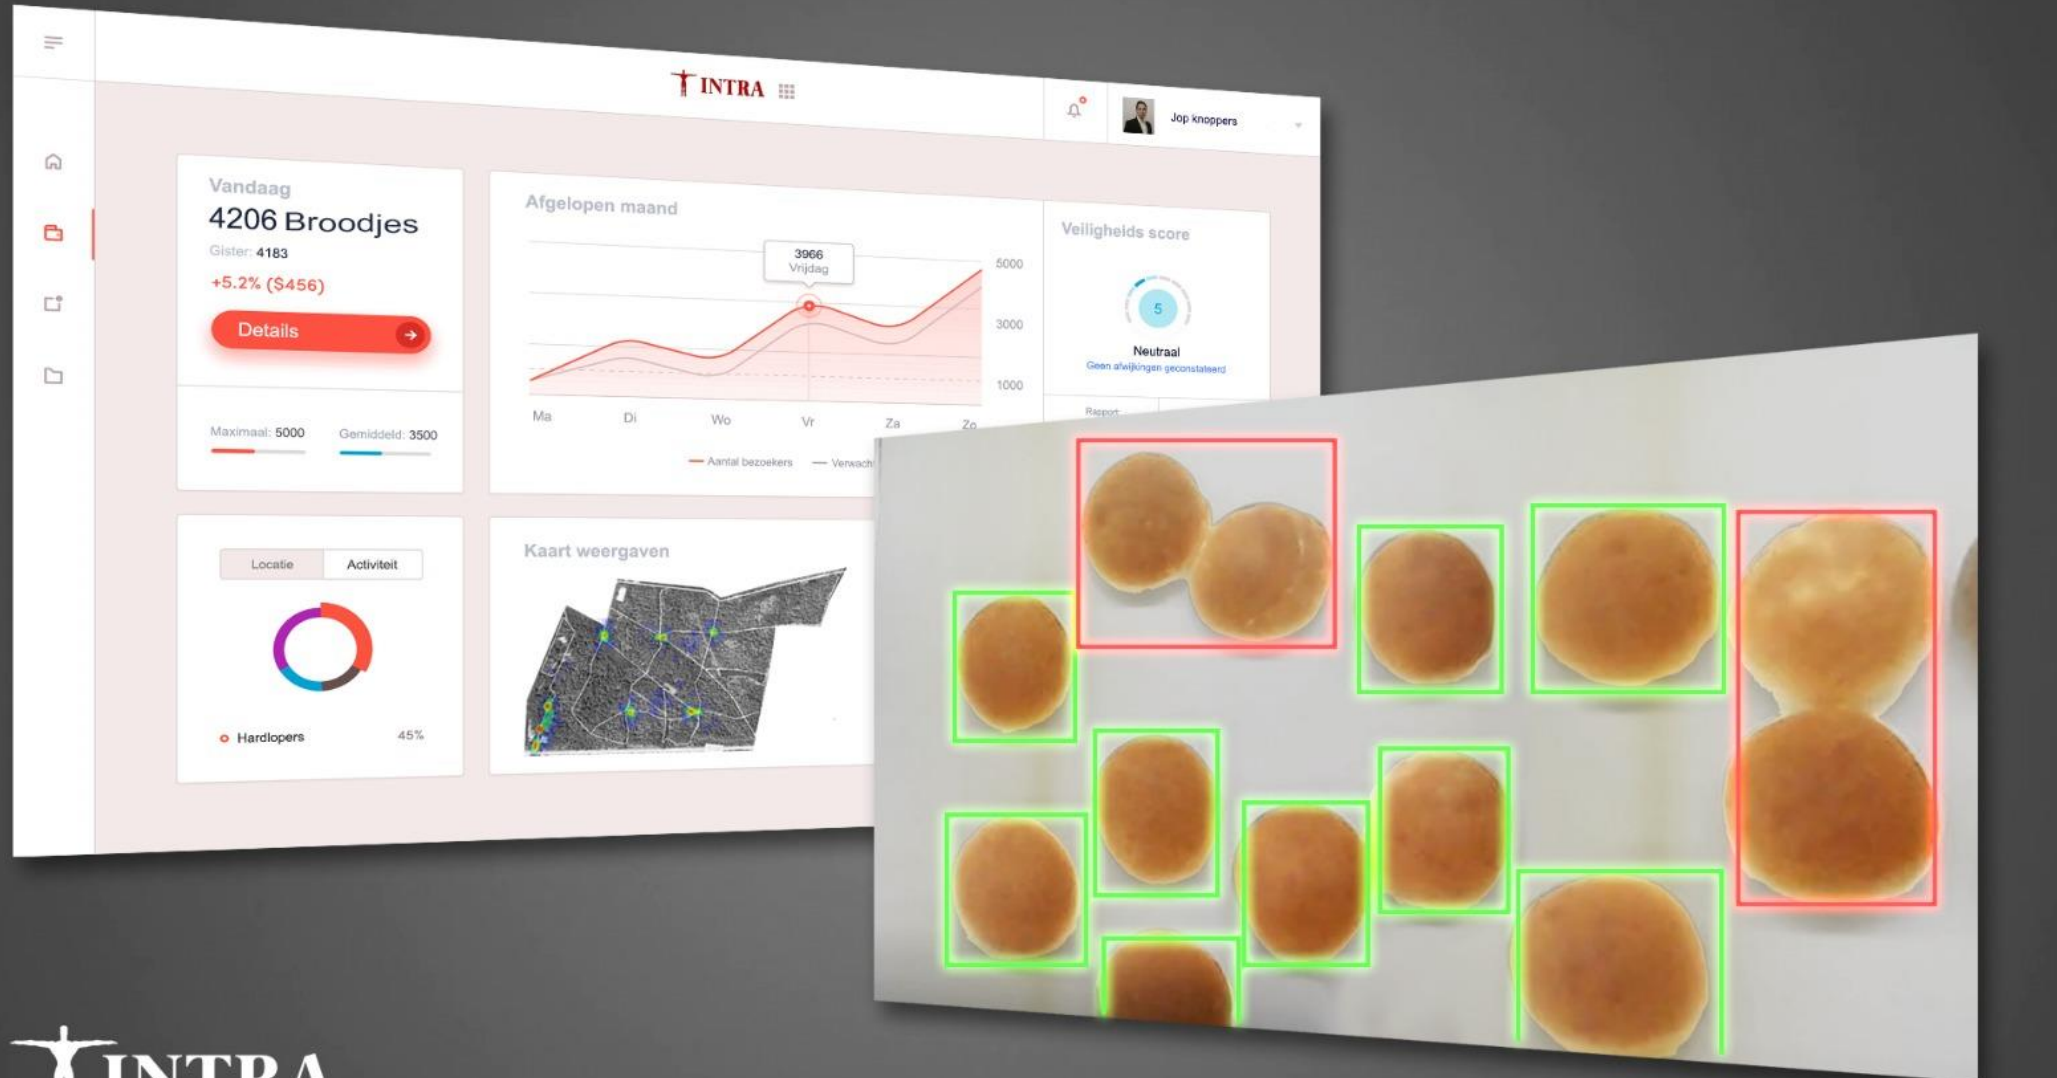 INTRA
Jop knoppers
Vandaag
4206 Broodjes
Gister: 4183
+5.2% ($456)
Details
Maximaal: 5000
Gemiddeld: 3500
Afgelopen maand
3966
Vrijdag
5000
3000
1000
Ma
Di
Wo
Vr
Za
Zo
Aantal bezoekers
Verwach
Veiligheids score
5
Neutraal
Geen afwijkingen geconstateerd
Rapport:
Locatie
Activiteit
Hardlopers
45%
Kaart weergaven
INTRA